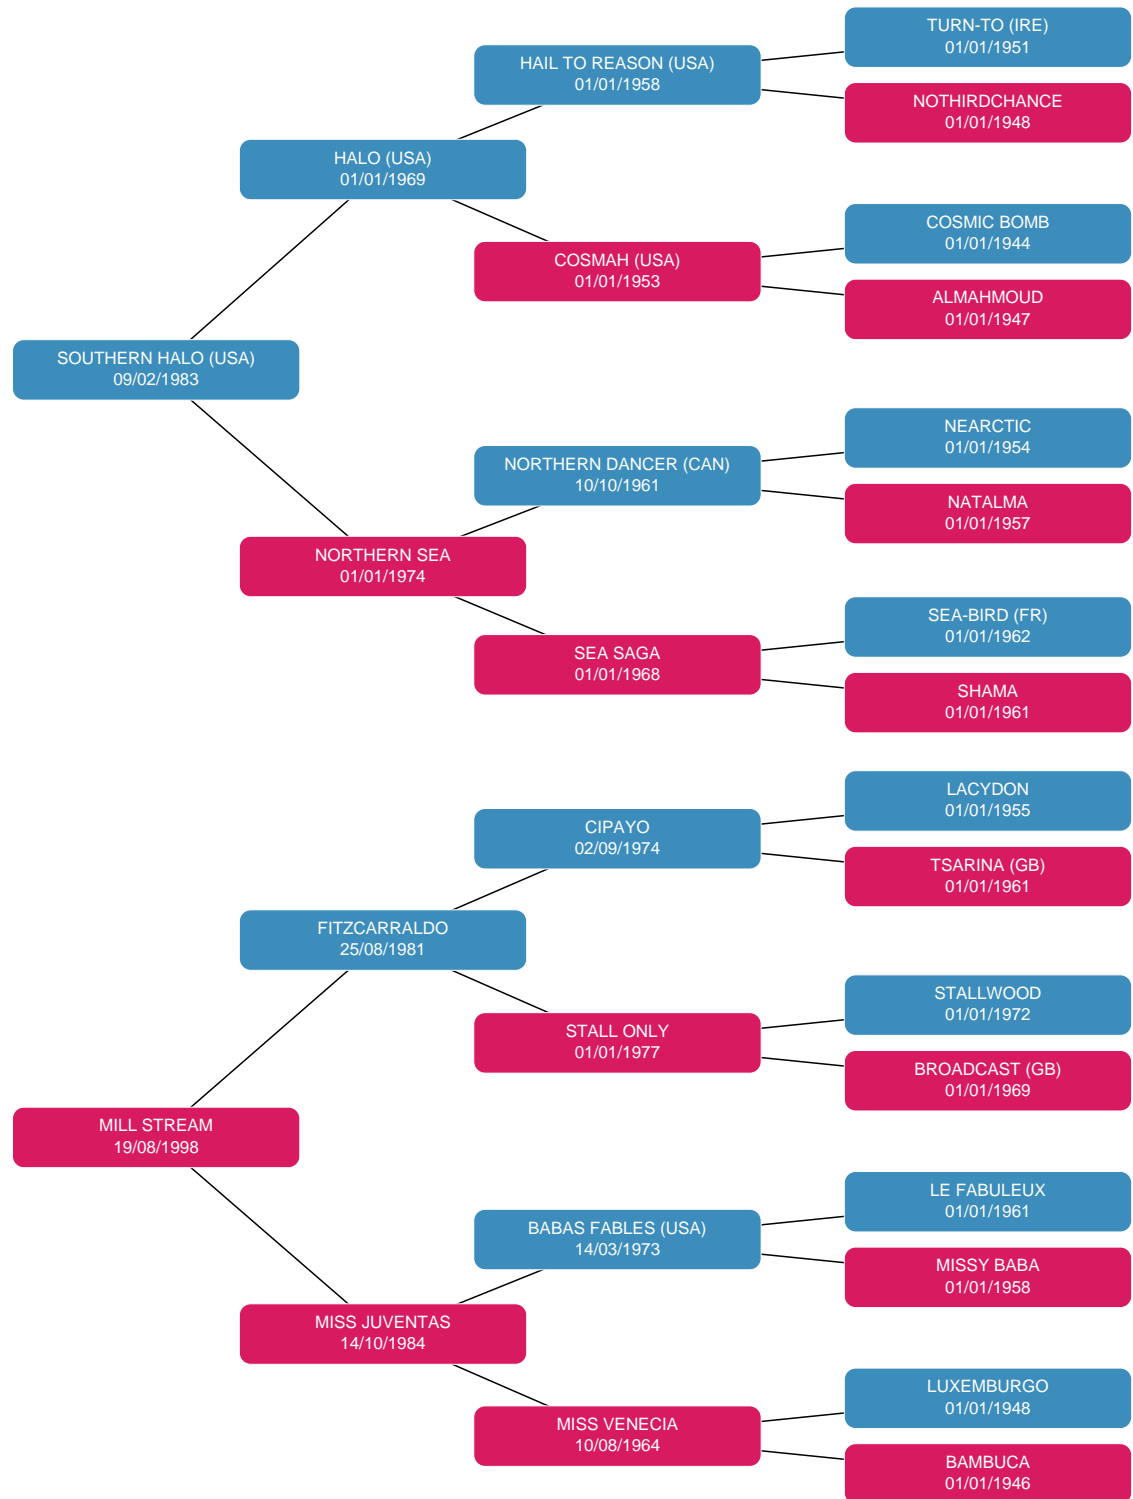 TURN-TO (IRE)
01/01/1951
HAIL TO REASON (USA)
01/01/1958
NOTHIRDCHANCE
01/01/1948
HALO (USA)
01/01/1969
COSMIC BOMB
01/01/1944
COSMAH (USA)
01/01/1953
ALMAHMOUD
01/01/1947
SOUTHERN HALO (USA)
09/02/1983
NEARCTIC
01/01/1954
NORTHERN DANCER (CAN)
10/10/1961
NATALMA
01/01/1957
NORTHERN SEA
01/01/1974
SEA-BIRD (FR)
01/01/1962
SEA SAGA
01/01/1968
SHAMA
01/01/1961
LACYDON
01/01/1955
CIPAYO
02/09/1974
TSARINA (GB)
01/01/1961
FITZCARRALDO
25/08/1981
STALLWOOD
01/01/1972
STALL ONLY
01/01/1977
BROADCAST (GB)
01/01/1969
MILL STREAM
19/08/1998
LE FABULEUX
01/01/1961
BABAS FABLES (USA)
14/03/1973
MISSY BABA
01/01/1958
MISS JUVENTAS
14/10/1984
LUXEMBURGO
01/01/1948
MISS VENECIA
10/08/1964
BAMBUCA
01/01/1946